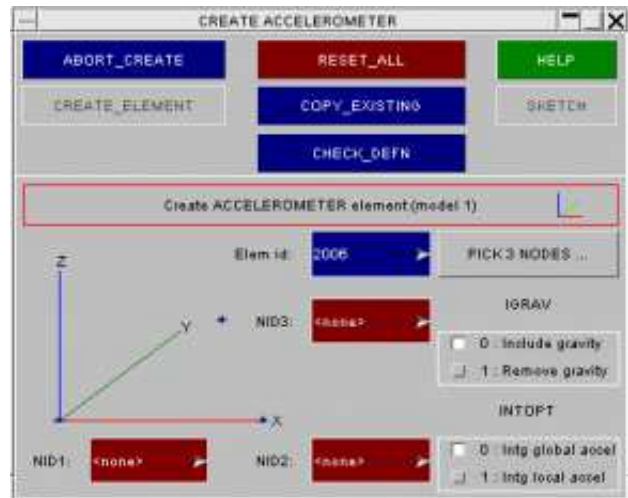 CREATE ACCELEROMETER
ABORT_CREATE RESET_ALL HELP
CREATE_ELEMENT COPY_EXISTING SKETCH
CHECK_DEFN
Create ACCELEROMETER element (model 1)
Elem id: 2006 PICK 3 NODES ...
Z
Y NID3: <none> IGRAV
0 : Include gravity
1 : Remove gravity
X INTOPT
NID1: <none> NID2: <none> 0 : Intg global accel
1 : Intg local accel